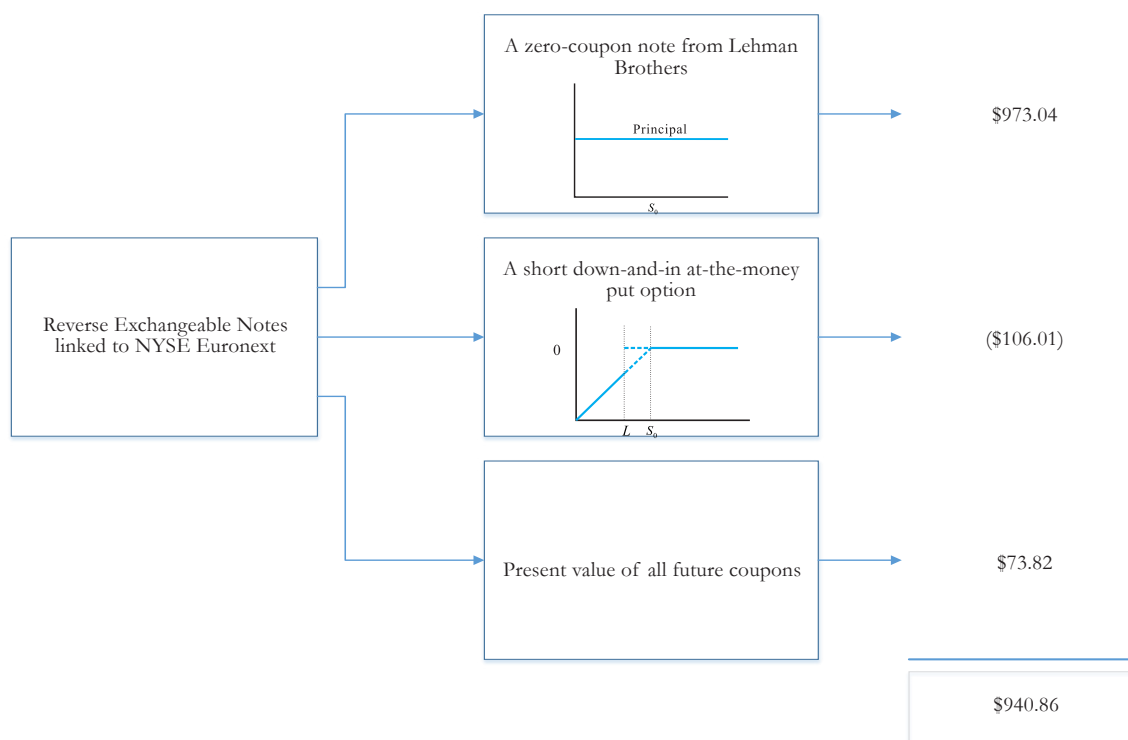 A zero-coupon note from Lehman
Brothers
Principal
S₀
$973.04
Reverse Exchangeable Notes
linked to NYSE Euronext
A short down-and-in at-the-money
put option
0
L S₀
($106.01)
Present value of all future coupons
$73.82
$940.86